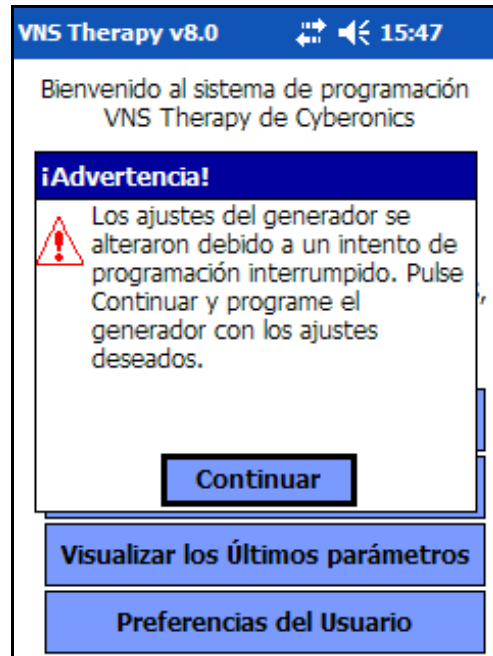 VNS Therapy v8.0 15:47
Bienvenido al sistema de programación
VNS Therapy de Cyberonics
¡Advertencia!
Los ajustes del generador se
alteraron debido a un intento de
programación interrumpido. Pulse
Continuar y programe el
generador con los ajustes
deseados.
Continuar
Visualizar los Últimos parámetros
Preferencias del Usuario